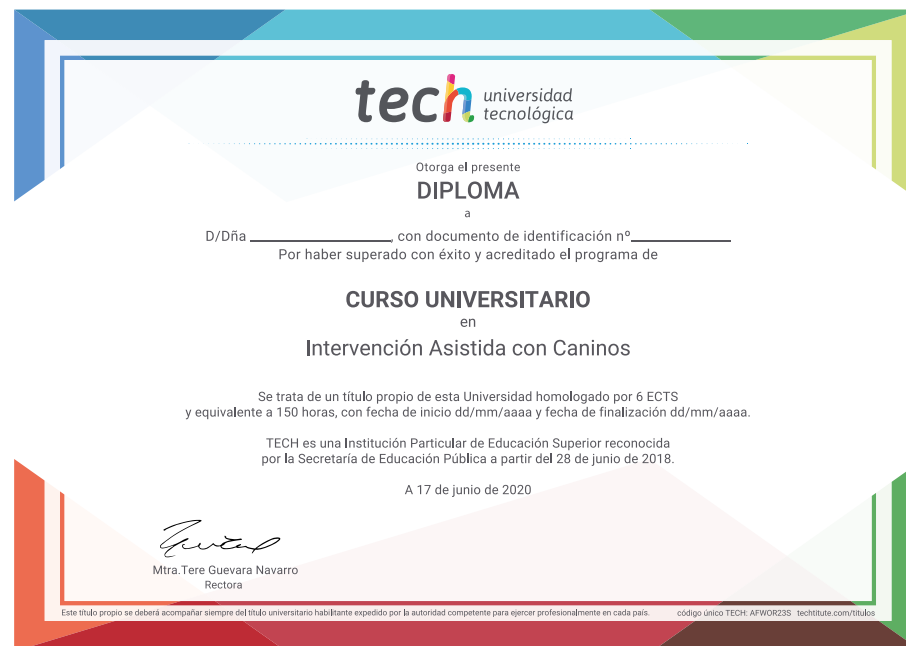 tech universidad
tecnológica
Otorga el presente
DIPLOMA
a
D/Dña ____________________, con documento de identificación nº______________
Por haber superado con éxito y acreditado el programa de
CURSO UNIVERSITARIO
en
Intervención Asistida con Caninos
Se trata de un título propio de esta Universidad homologado por 6 ECTS
y equivalente a 150 horas, con fecha de inicio dd/mm/aaaa y fecha de finalización dd/mm/aaaa.
TECH es una Institución Particular de Educación Superior reconocida
por la Secretaría de Educación Pública a partir del 28 de junio de 2018.
A 17 de junio de 2020
Mtra.Tere Guevara Navarro
Rectora
Este título propio se deberá acompañar siempre del título universitario habilitante expedido por la autoridad competente para ejercer profesionalmente en cada país. código único TECH: AFWOR23S techtitute.com/titulos